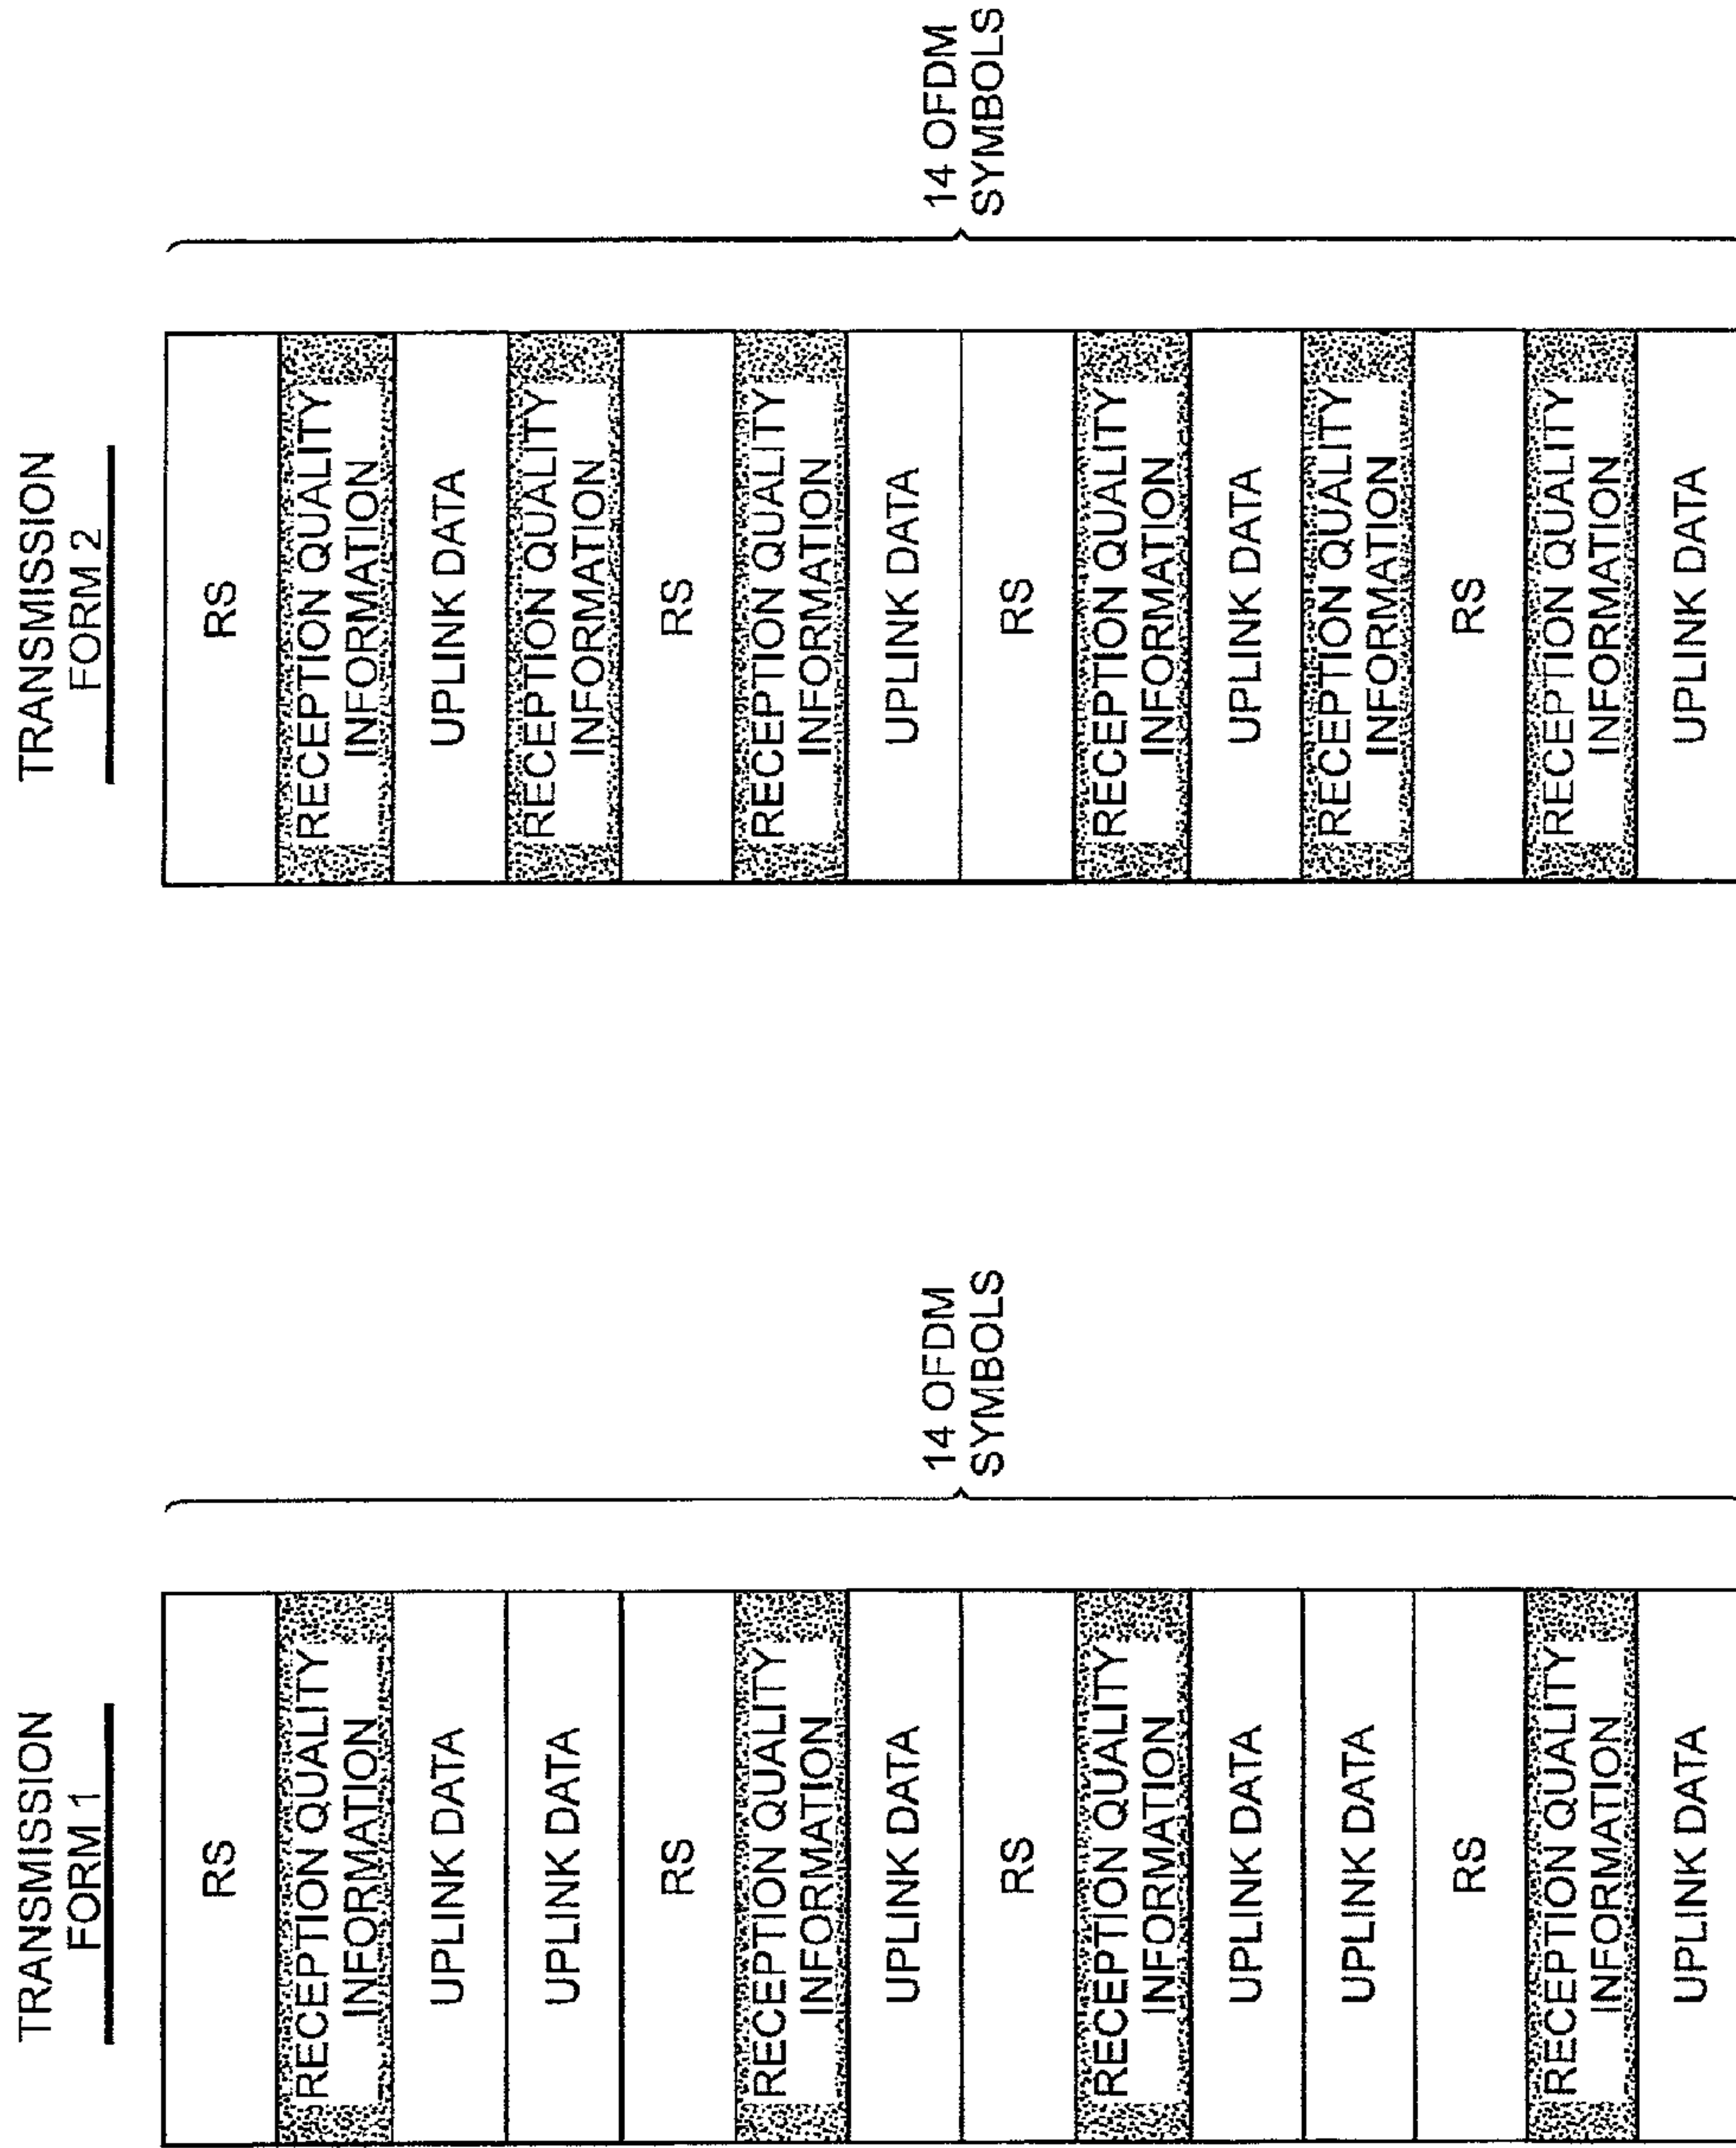 TRANSMISSION
FORM 1
RS
RECEPTION QUALITY
INFORMATION
UPLINK DATA
UPLINK DATA
RS
RECEPTION QUALITY
INFORMATION
UPLINK DATA
RS
RECEPTION QUALITY
INFORMATION
UPLINK DATA
UPLINK DATA
RS
RECEPTION QUALITY
INFORMATION
UPLINK DATA
14 OFDM
SYMBOLS
TRANSMISSION
FORM 2
RS
RECEPTION QUALITY
INFORMATION
UPLINK DATA
RECEPTION QUALITY
INFORMATION
RS
RECEPTION QUALITY
INFORMATION
UPLINK DATA
RS
RECEPTION QUALITY
INFORMATION
UPLINK DATA
RECEPTION QUALITY
INFORMATION
RS
RECEPTION QUALITY
INFORMATION
UPLINK DATA
14 OFDM
SYMBOLS